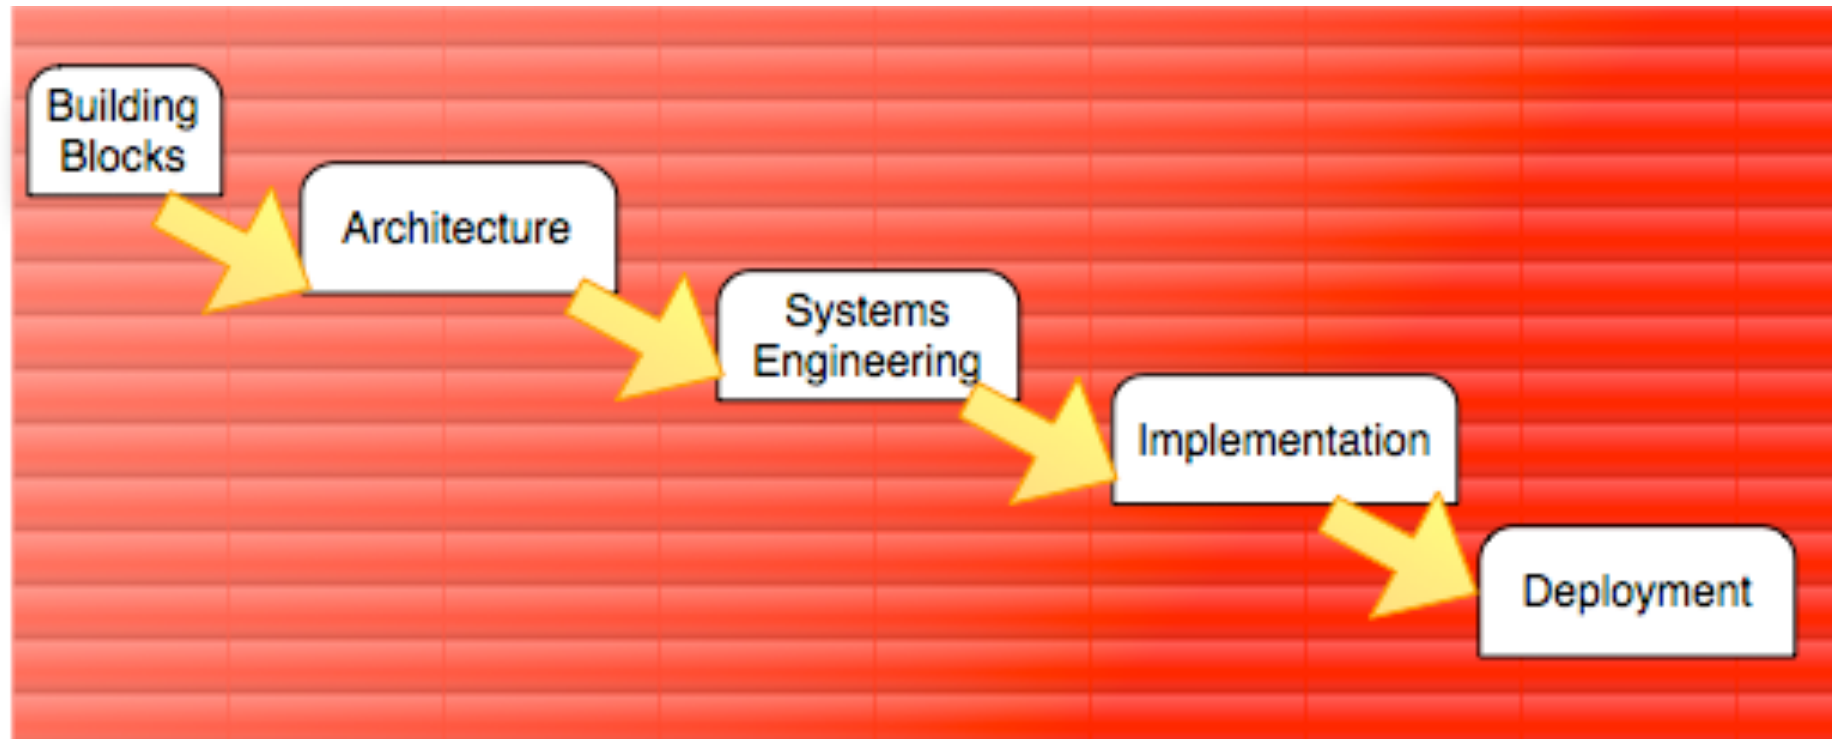 Building
Blocks
Architecture
Systems
Engineering
Implementation
Deployment